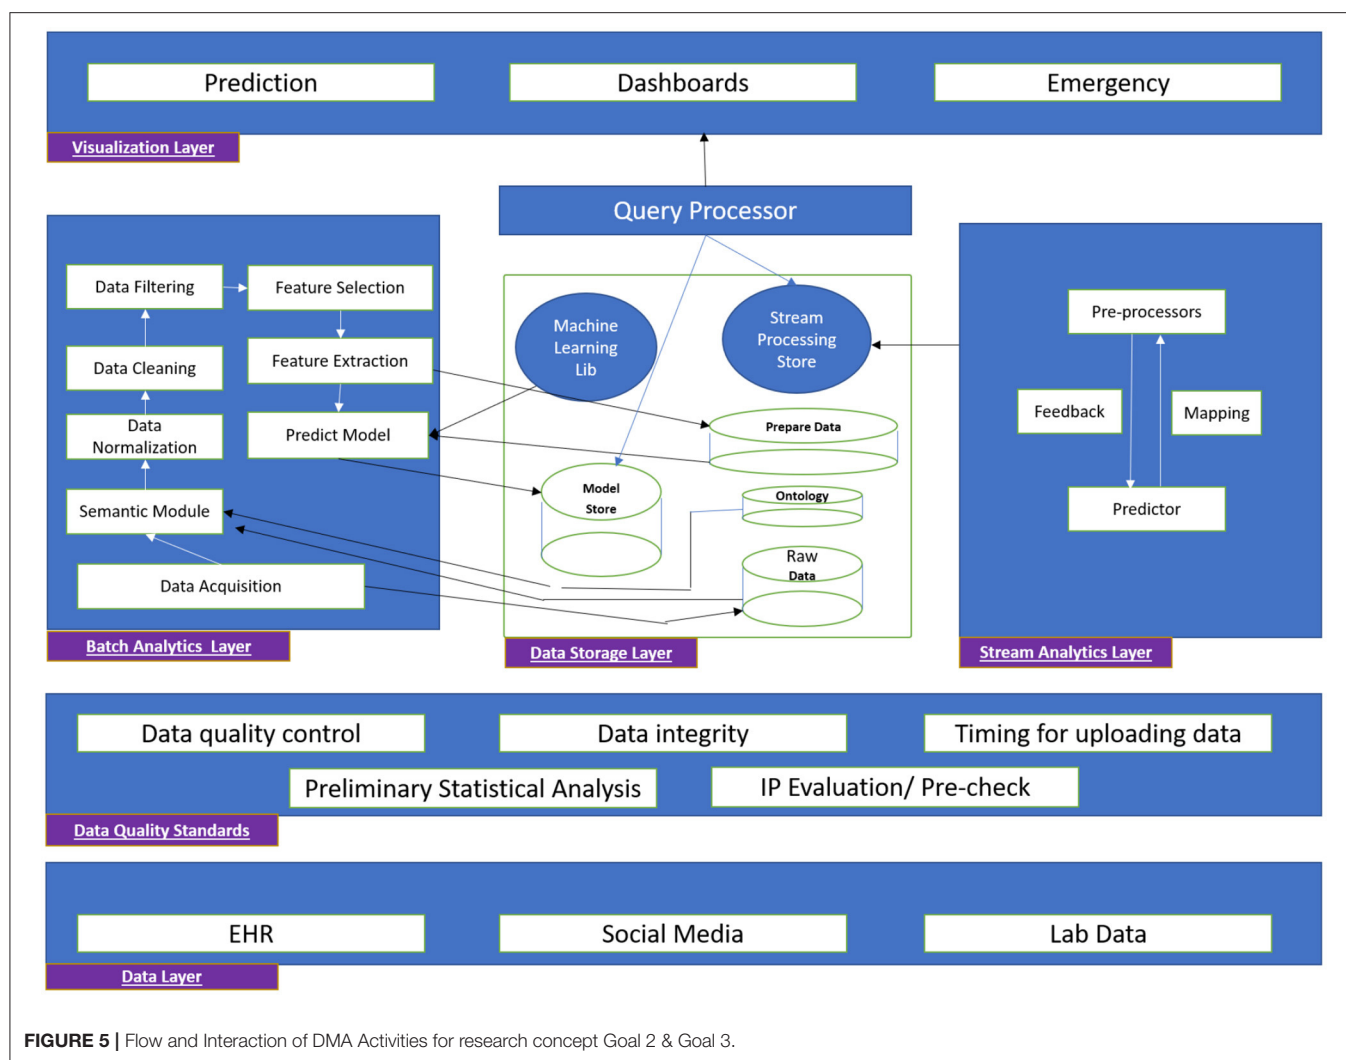 Prediction
Dashboards
Emergency
Visualization Layer
Query Processor
Data Filtering
Feature Selection
Data Cleaning
Feature Extraction
Data
Normalization
Predict Model
Semantic Module
Data Acquisition
Batch Analytics Layer
Machine
Learning
Lib
Stream
Processing
Store
Prepare Data
Model
Store
Ontology
Raw
Data
Data Storage Layer
Pre-processors
Feedback
Mapping
Predictor
Stream Analytics Layer
Data quality control
Data integrity
Timing for uploading data
Preliminary Statistical Analysis
IP Evaluation/ Pre-check
Data Quality Standards
EHR
Social Media
Lab Data
Data Layer
FIGURE 5 | Flow and Interaction of DMA Activities for research concept Goal 2 & Goal 3.